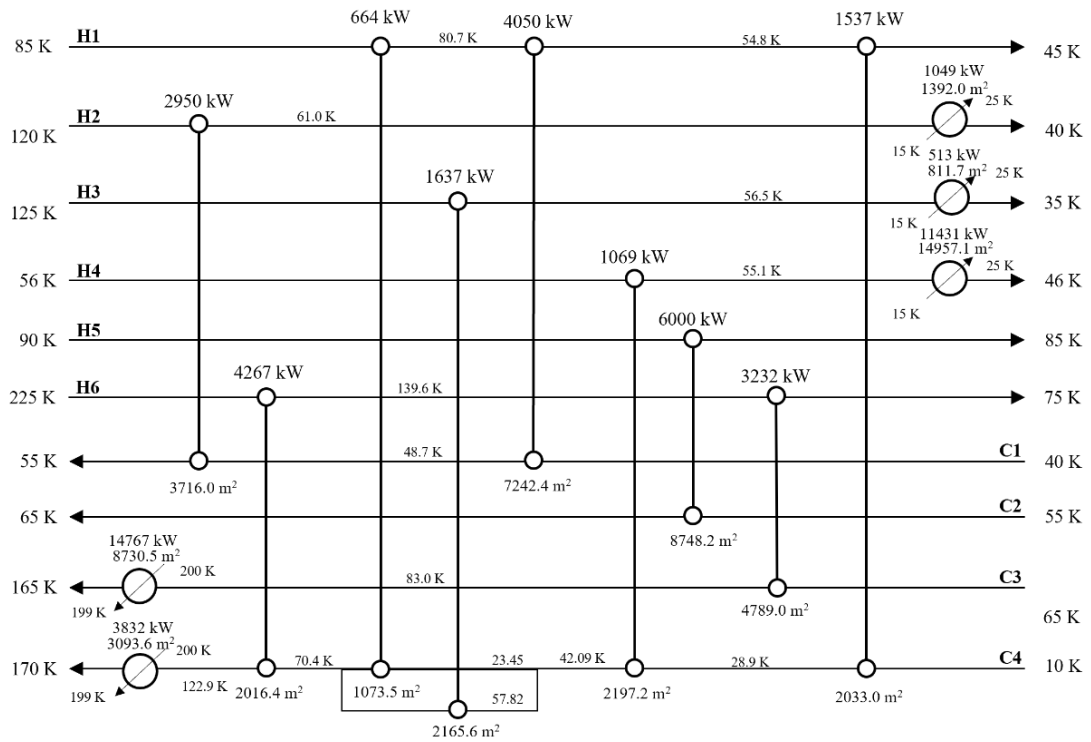 664 kW
4050 kW
1537 kW
85 K
H1
80.7 K
54.8 K
45 K
1049 kW
1392.0 m²
25 K
2950 kW
120 K
H2
61.0 K
15 K
40 K
513 kW
811.7 m²
25 K
1637 kW
125 K
H3
56.5 K
15 K
35 K
11431 kW
14957.1 m²
25 K
1069 kW
56 K
H4
55.1 K
15 K
46 K
6000 kW
90 K
H5
85 K
4267 kW
3232 kW
225 K
H6
139.6 K
75 K
55 K
48.7 K
C1
40 K
3716.0 m²
7242.4 m²
65 K
C2
55 K
8748.2 m²
14767 kW
8730.5 m²
200 K
165 K
83.0 K
C3
199 K
4789.0 m²
65 K
3832 kW
3093.6 m²
200 K
170 K
70.4 K
23.45
42.09 K
28.9 K
C4
10 K
199 K
122.9 K
2016.4 m²
1073.5 m²
57.82
2197.2 m²
2033.0 m²
2165.6 m²